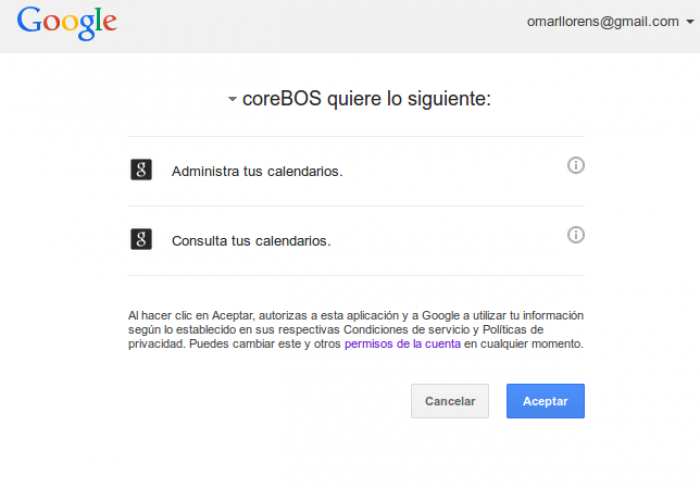 Google
omarllorens@gmail.com
coreBOS quiere lo siguiente:
g
Administra tus calendarios.
i
g
Consulta tus calendarios.
i
Al hacer clic en Aceptar, autorizas a esta aplicación y a Google a utilizar tu información
según lo establecido en sus respectivas Condiciones de servicio y Políticas de
privacidad. Puedes cambiar este y otros permisos de la cuenta en cualquier momento.
Cancelar
Aceptar